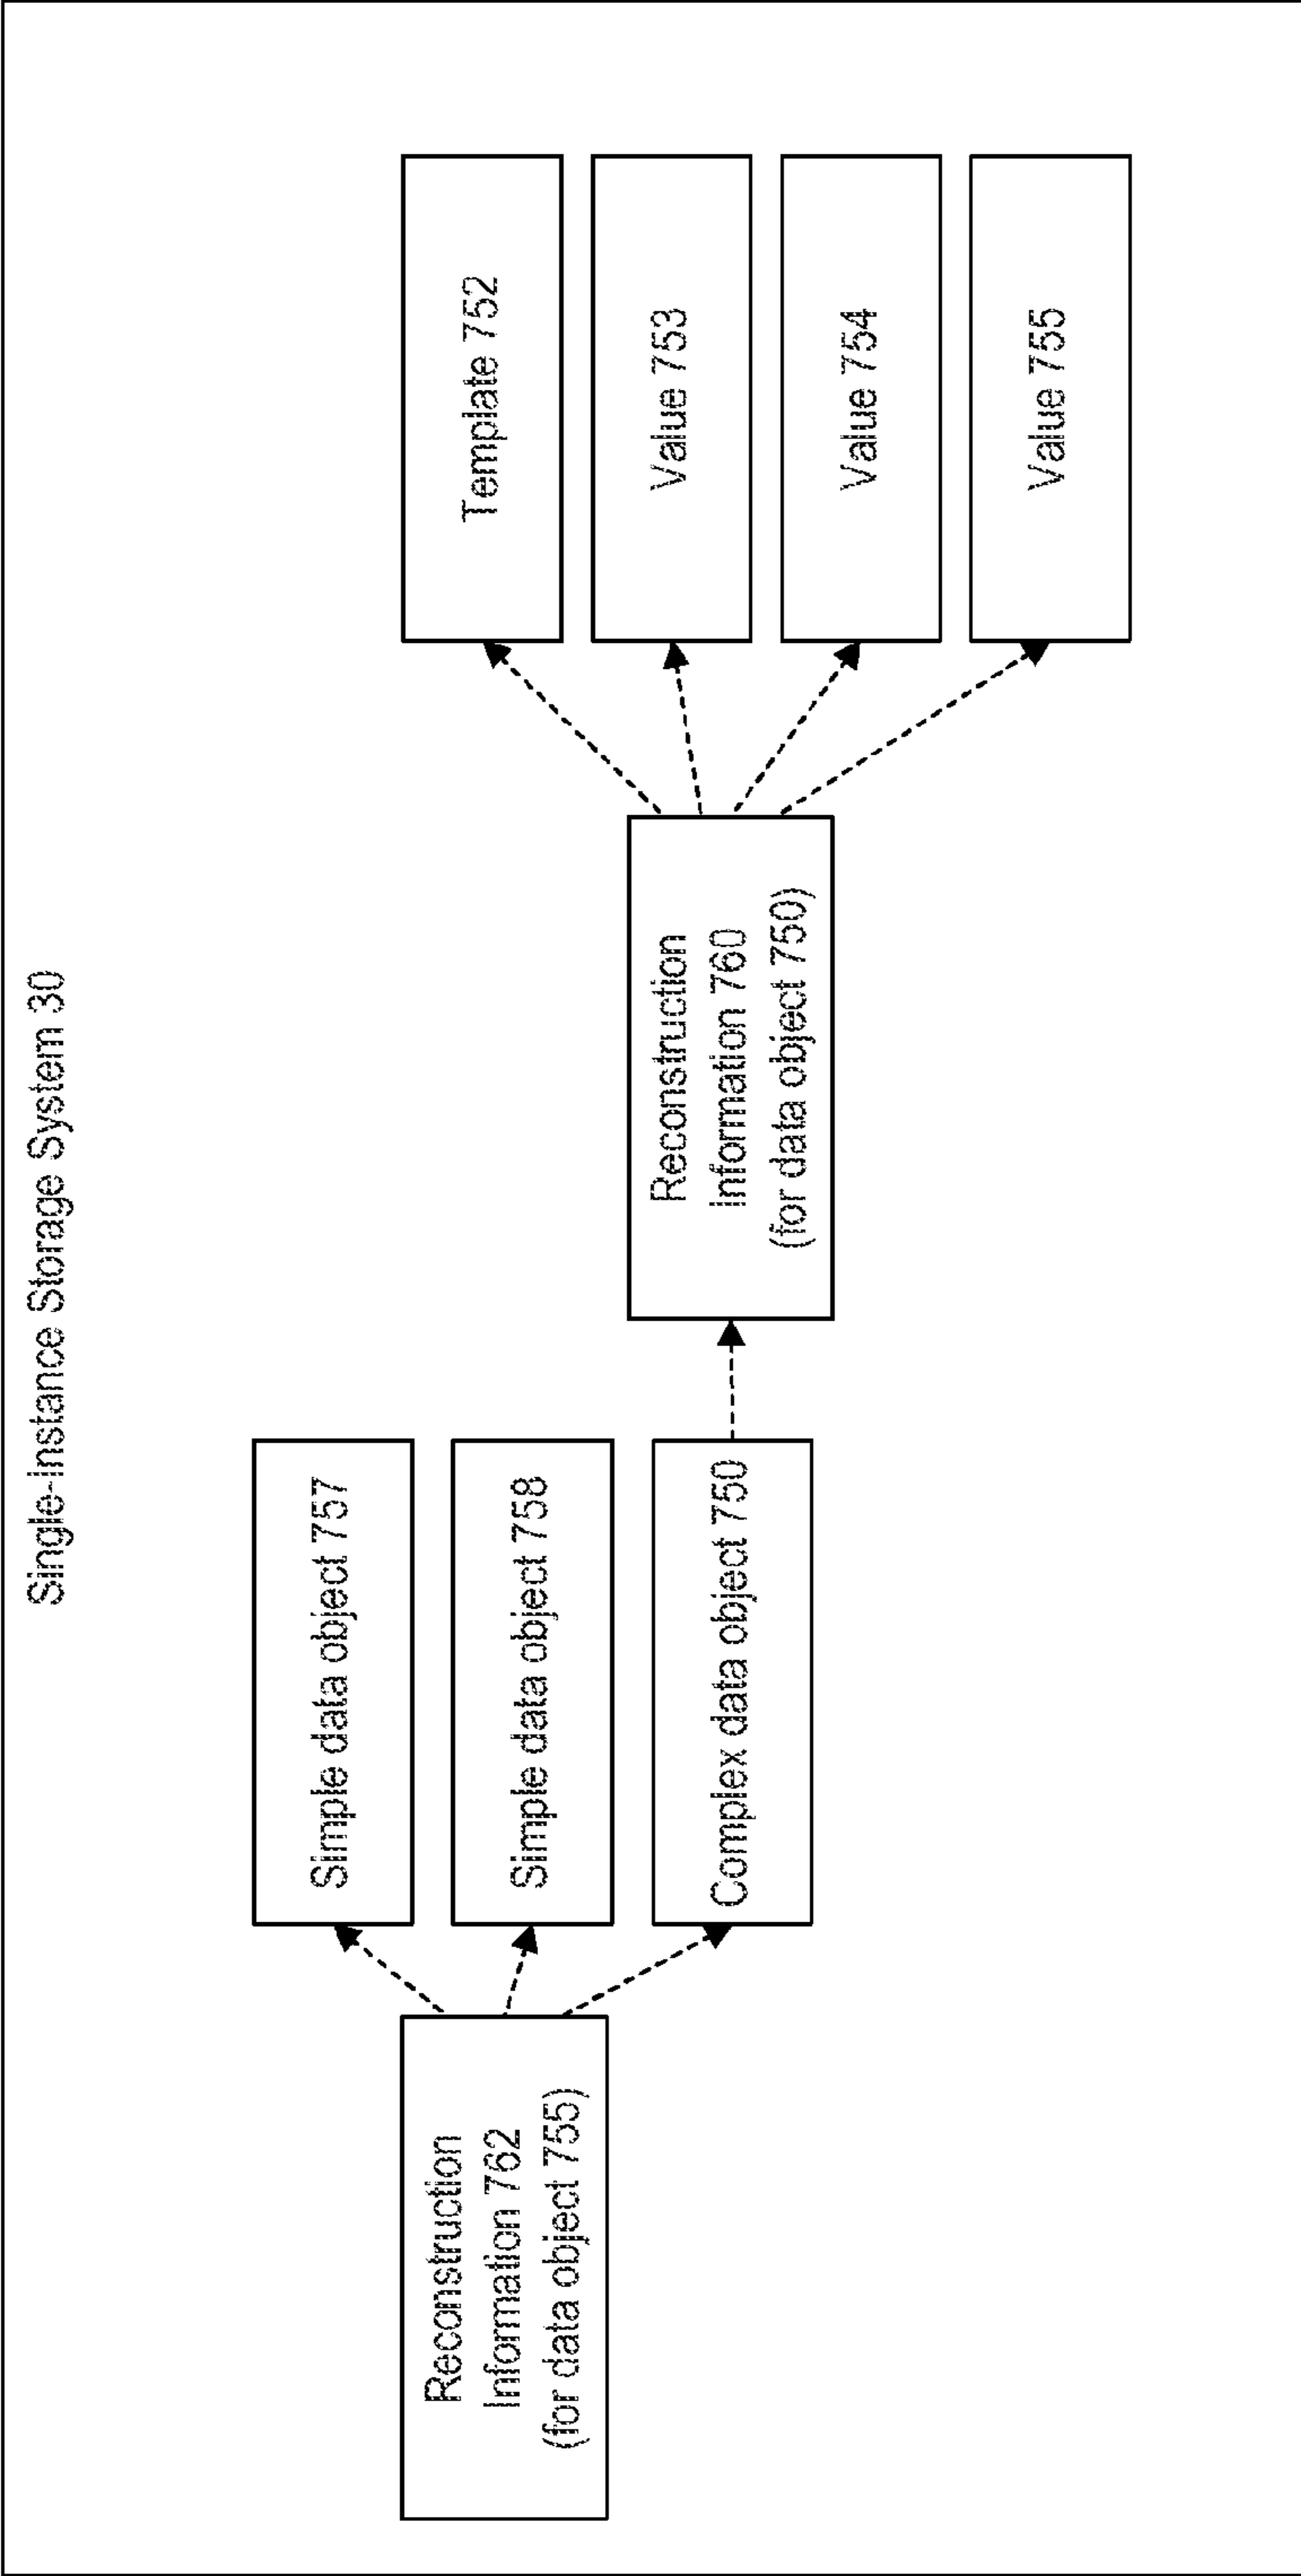 Single-Instance Storage System 30
Reconstruction
Information 762
(for data object 755)
Simple data object 757
Simple data object 758
Complex data object 750
Reconstruction
Information 760
(for data object 750)
Template 752
Value 753
Value 754
Value 755